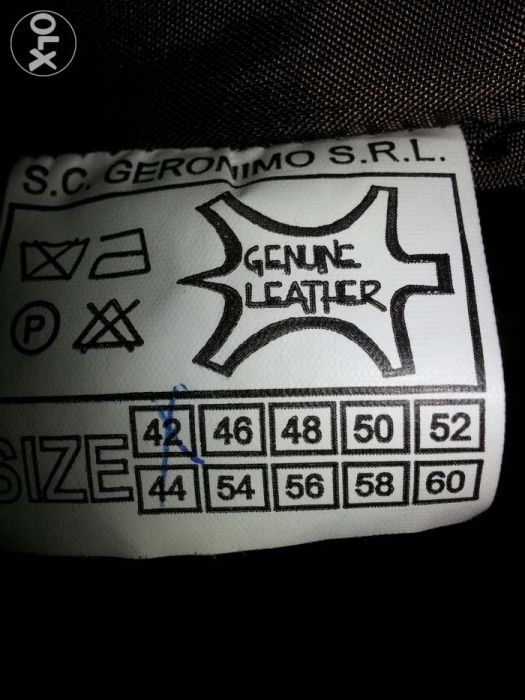 OLX
S.C. GERONIMO S.R.L.
GENUINE
LEATHER
P
SIZE
42 46 48 50 52
44 54 56 58 60